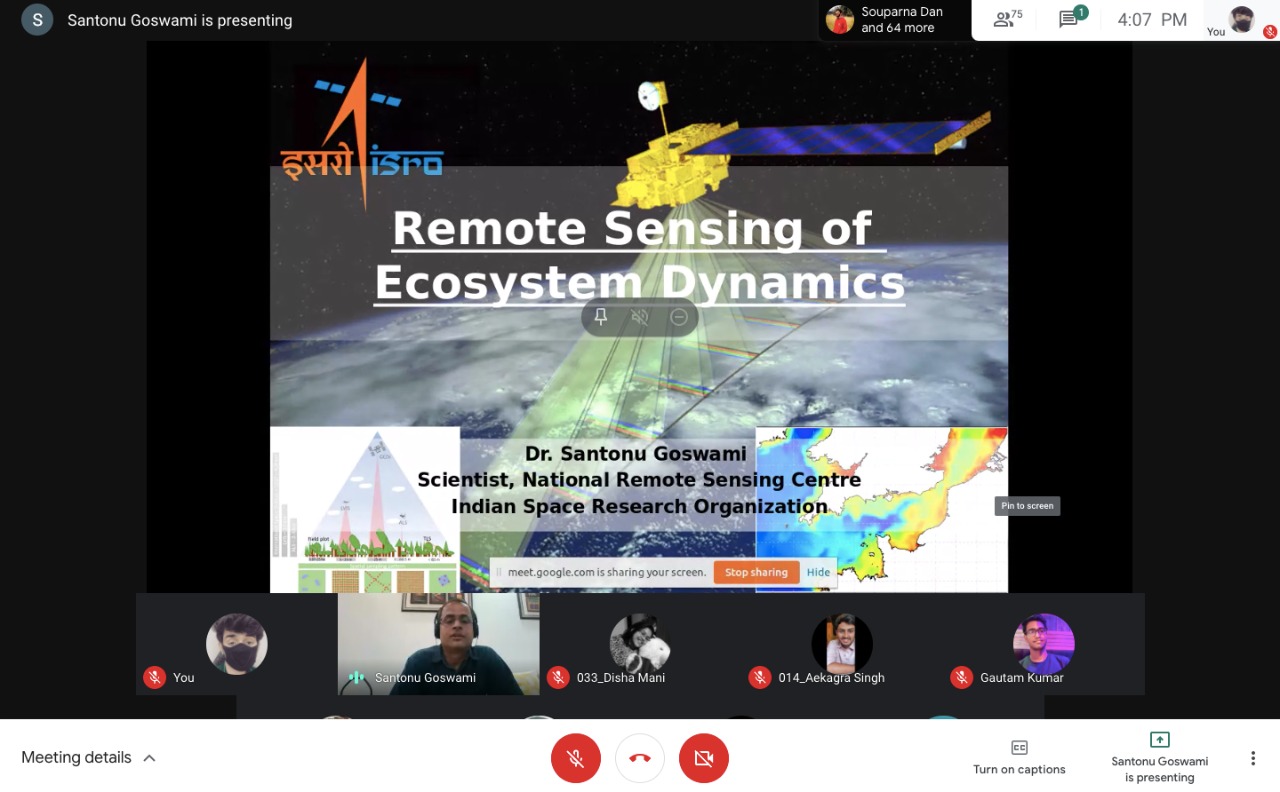 S
Santonu Goswami is presenting
Souparna Dan
and 64 more
75
1
4:07 PM
You
इसरो isro
Remote Sensing of
Ecosystem Dynamics
Dr. Santonu Goswami
Scientist, National Remote Sensing Centre
Indian Space Research Organization
Field plot
Pin to screen
meet.google.com is sharing your screen.
Stop sharing
Hide
You
Santonu Goswami
033_Disha Mani
014_Aekagra Singh
Gautam Kumar
Meeting details
CC
Turn on captions
Santonu Goswami
is presenting